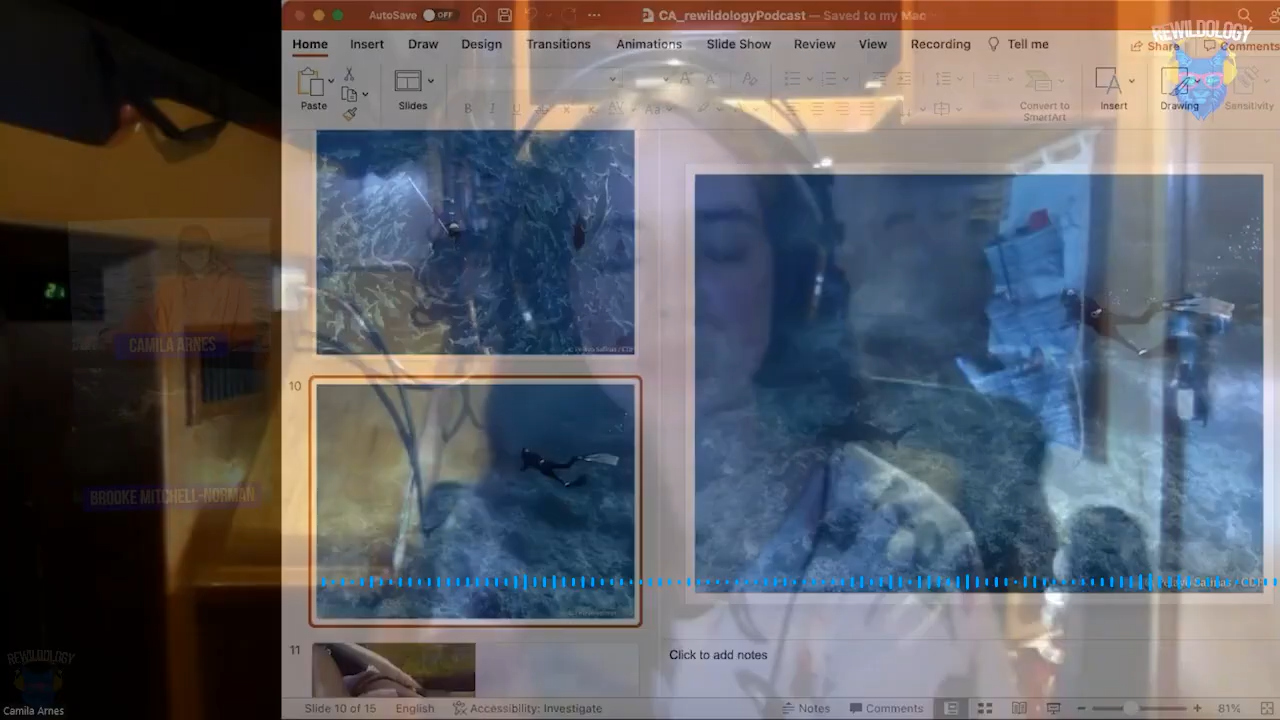 AutoSave OFF
CA_rewildologyPodcast — Saved to my Mac
REWILDOLOGY
Home Insert Draw Design Transitions Animations Slide Show Review View Recording Tell me
Share Comments
Paste
Slides
Convert to SmartArt
Insert
Drawing
Sensitivity
CAMILA ARNES
BROOKE MITCHELL-NORMAN
10
11
Click to add notes
REWILDOLOGY
Camila Arnes
Slide 10 of 15 English Accessibility: Investigate Notes Comments 81%